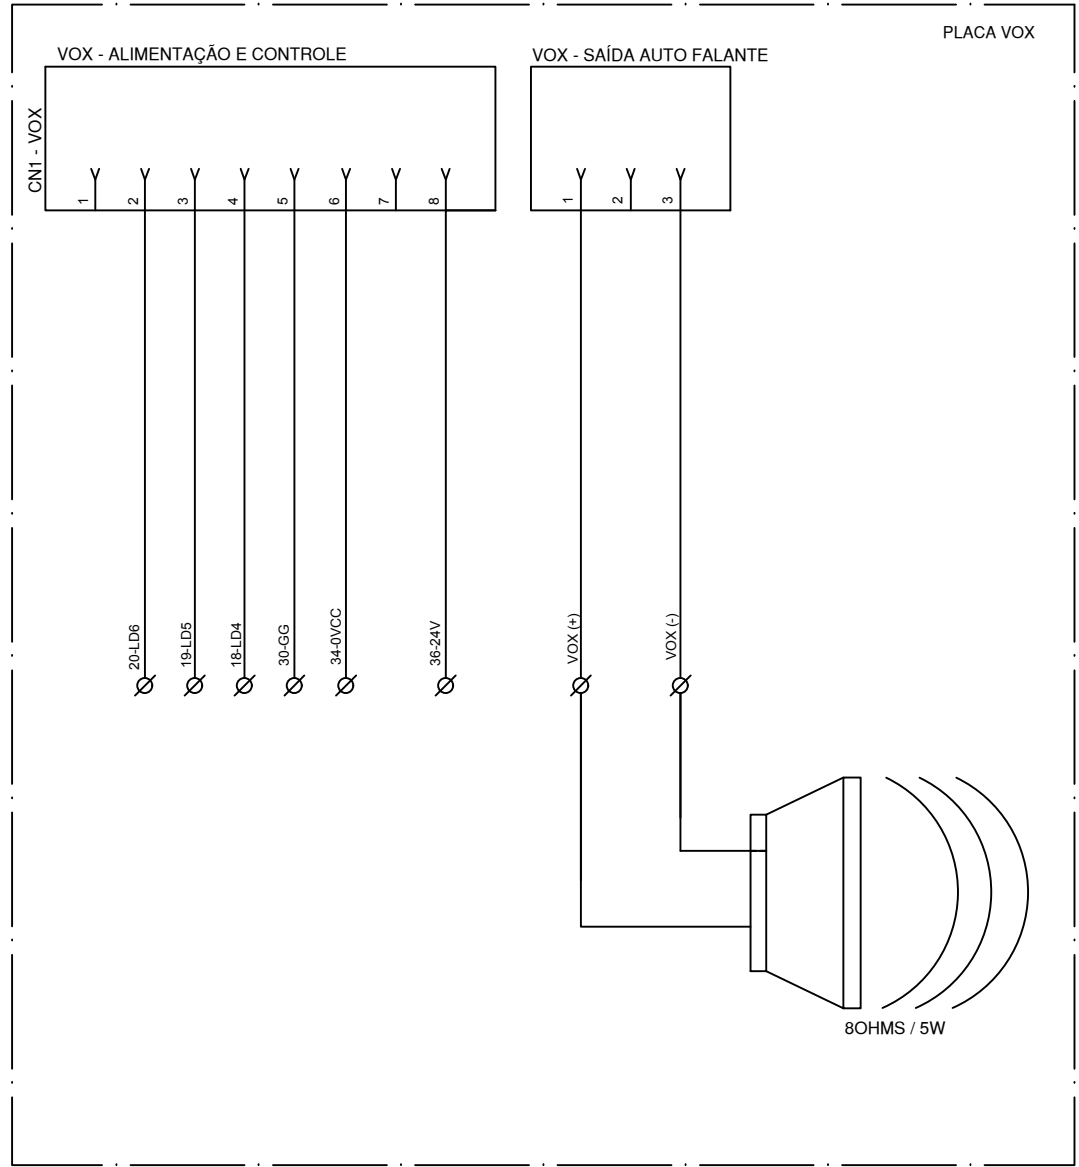 PLACA VOX
VOX - ALIMENTAÇÃO E CONTROLE
VOX - SAÍDA AUTO FALANTE
CN1 - VOX
1 2 3 4 5 6 7 8
1 2 3
20-LD6
19-LD5
18-LD4
30-GG
34-0VCC
36-24V
VOX (+)
VOX (-)
8OHMS / 5W